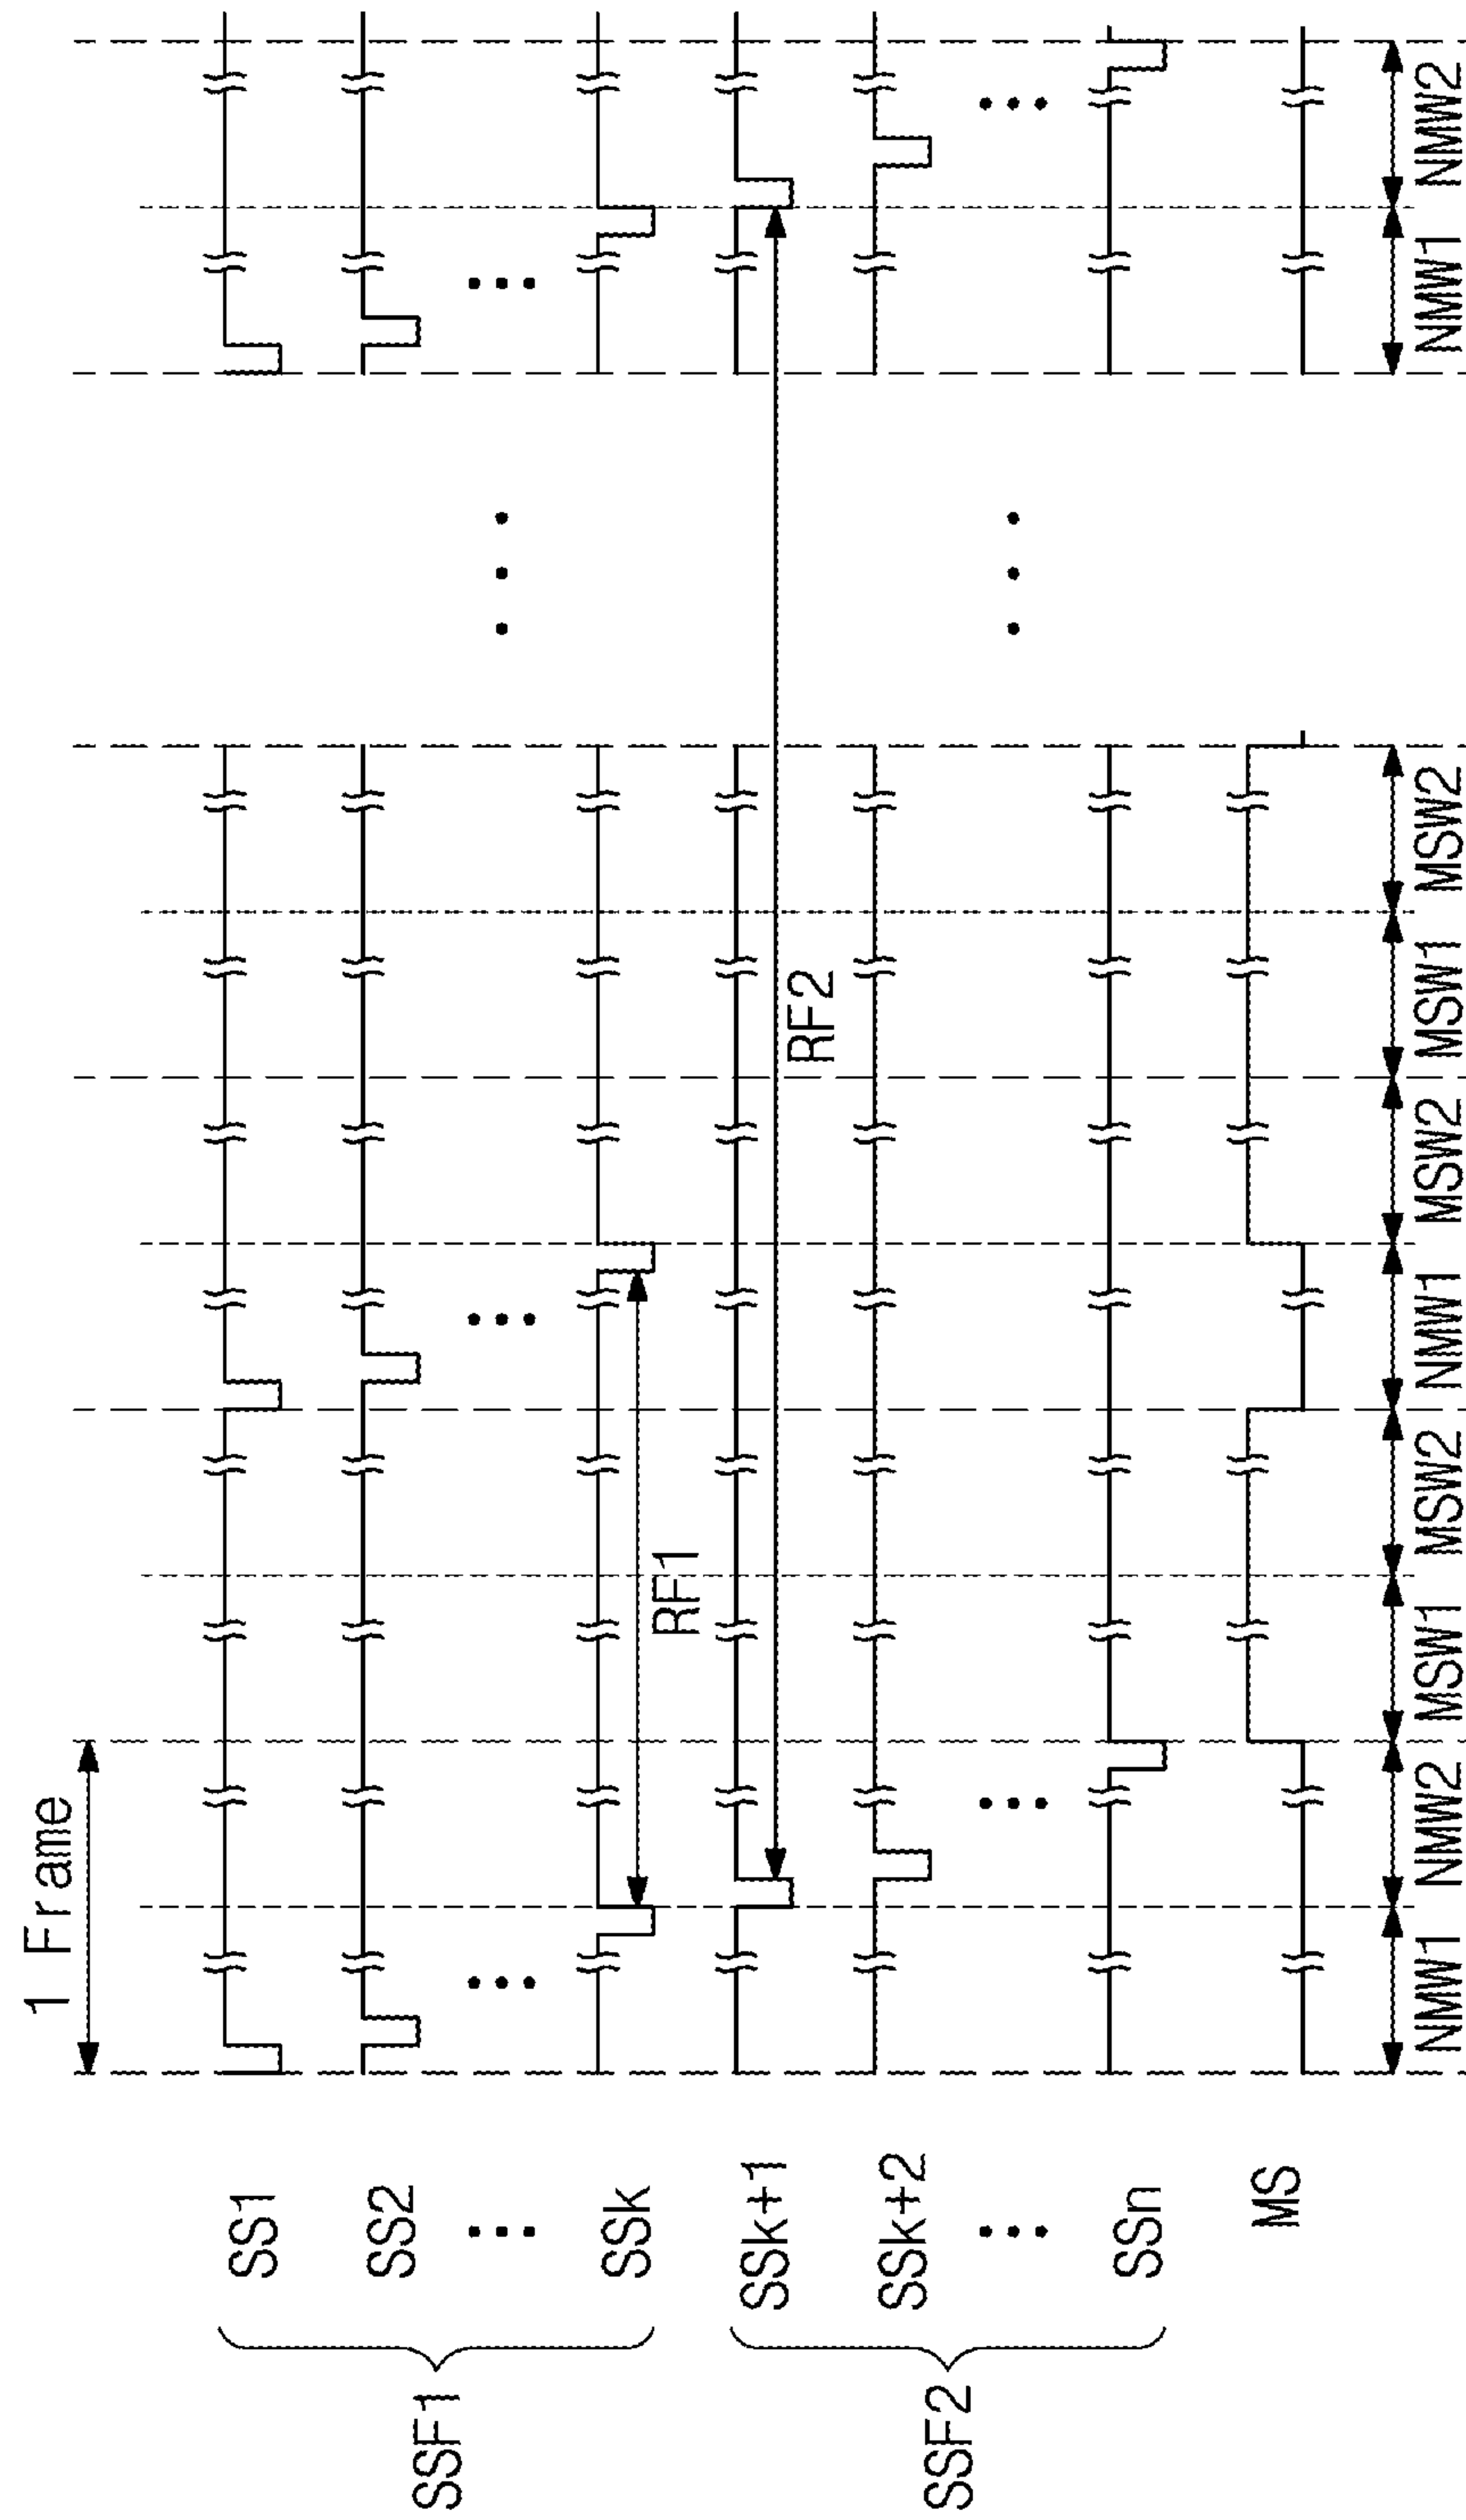 1 Frame
SSF1
SS1
SS2
SSk
RF1
SSF2
SSk+1
RF2
SSk+2
SSn
MS
NMW1 NMW2 MSW1 MSW2 NMW1 MSW2 MSW1 MSW2 NMW1 NMW2